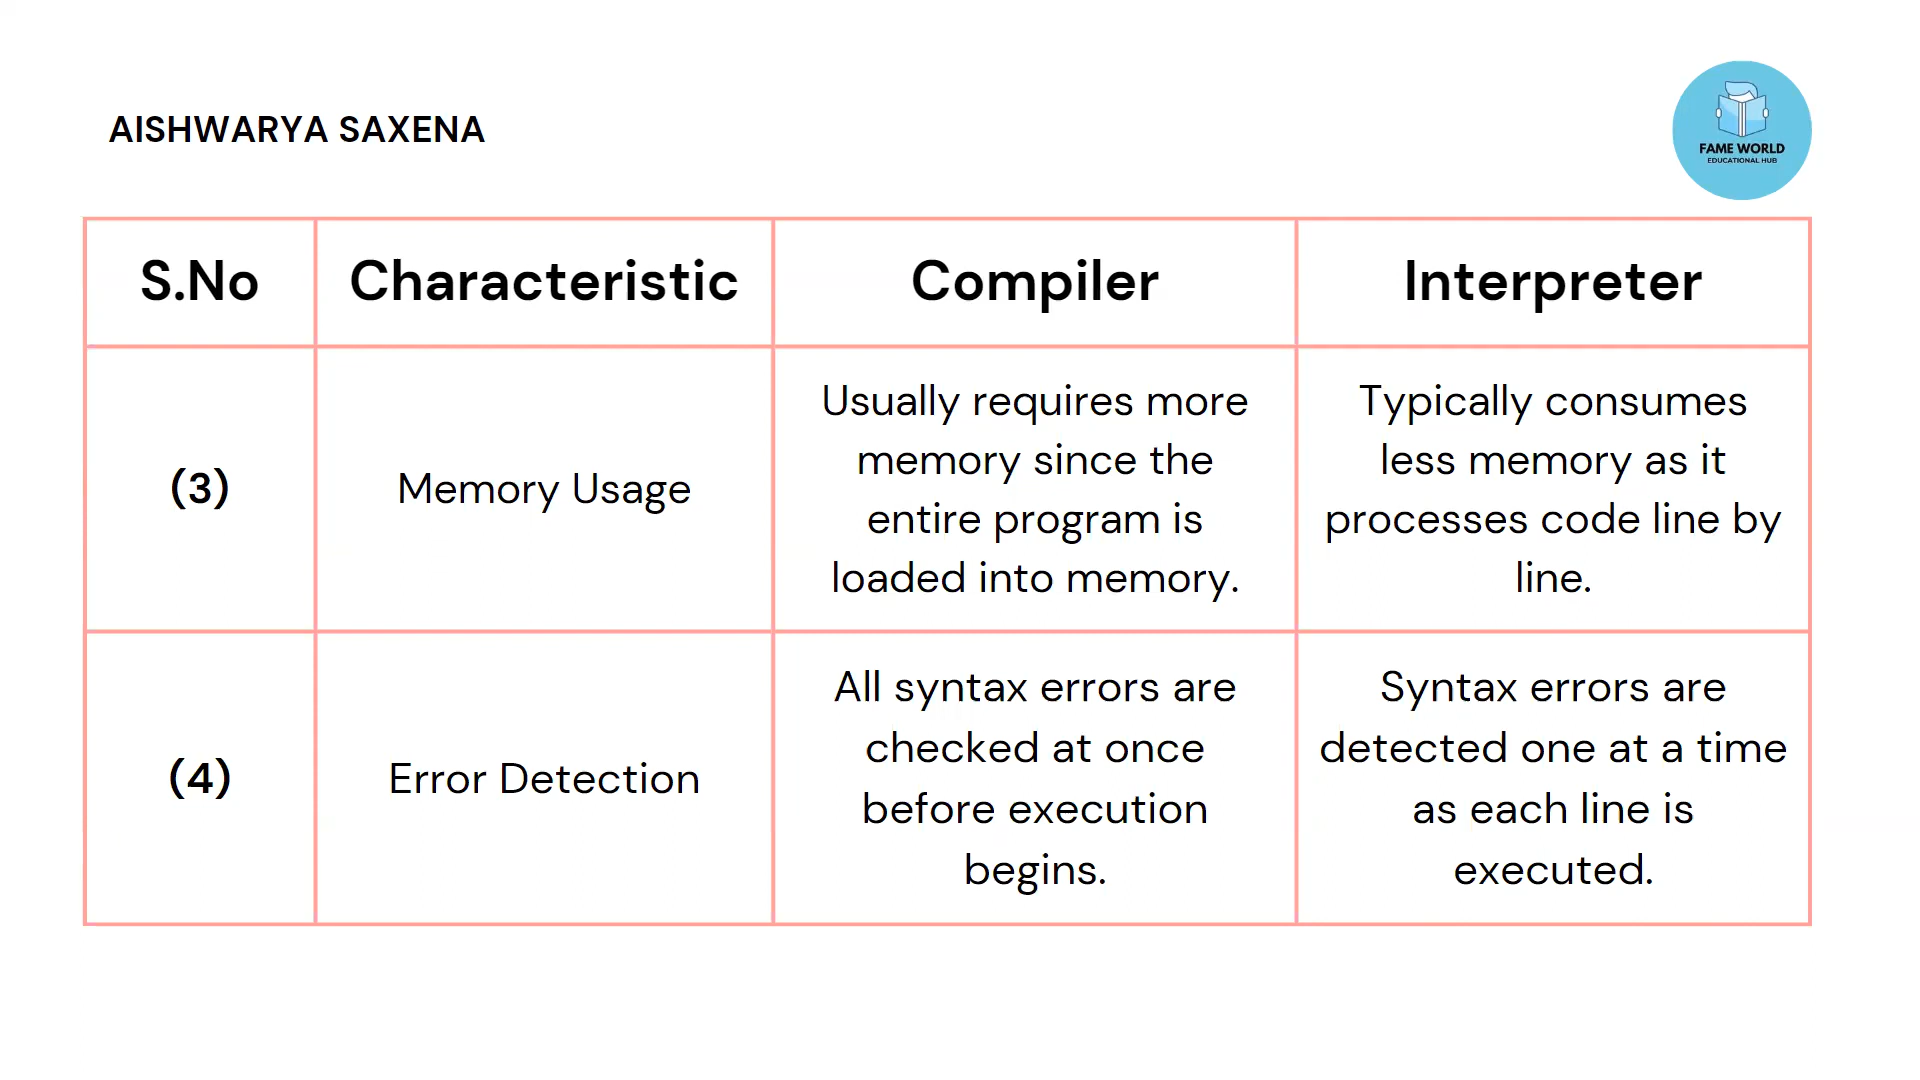 AISHWARYA SAXENA
FAME WORLD
EDUCATIONAL HUB
S.No
Characteristic
Compiler
Interpreter
(3)
Memory Usage
Usually requires more
memory since the
entire program is
loaded into memory.
Typically consumes
less memory as it
processes code line by
line.
(4)
Error Detection
All syntax errors are
checked at once
before execution
begins.
Syntax errors are
detected one at a time
as each line is
executed.